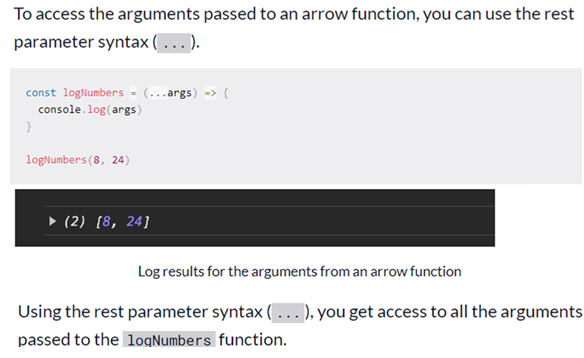 To access the arguments passed to an arrow function, you can use the rest
parameter syntax ( ... ).
const logNumbers = (...args) => {
  console.log(args)
}
logNumbers(8, 24)
▶ (2) [8, 24]
Log results for the arguments from an arrow function
Using the rest parameter syntax ( ... ), you get access to all the arguments
passed to the logNumbers function.